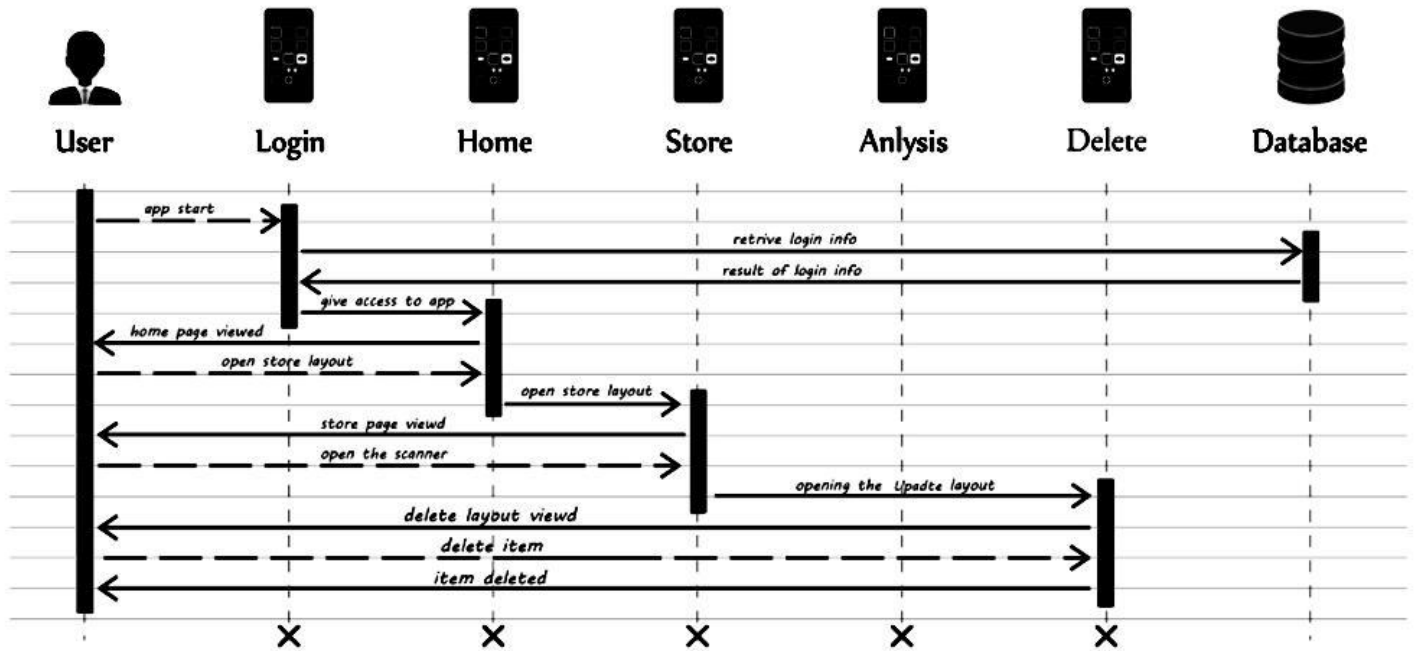 User
Login
Home
Store
Anlysis
Delete
Database
app start
retrive login info
result of login info
give access to app
home page viewed
open store layout
open store layout
store page viewd
open the scanner
opening the Upadte layout
delete layout viewd
delete item
item deleted